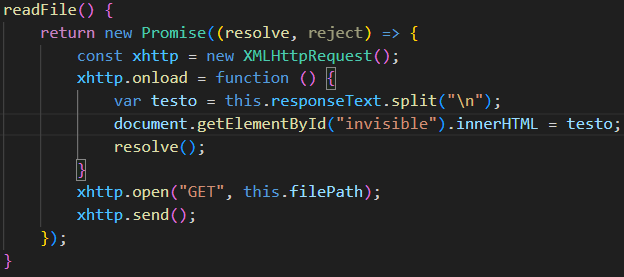 readFile() {
    return new Promise((resolve, reject) => {
        const xhttp = new XMLHttpRequest();
        xhttp.onload = function () {
            var testo = this.responseText.split("\n");
            document.getElementById("invisible").innerHTML = testo;
            resolve();
        }
        xhttp.open("GET", this.filePath);
        xhttp.send();
    });
}